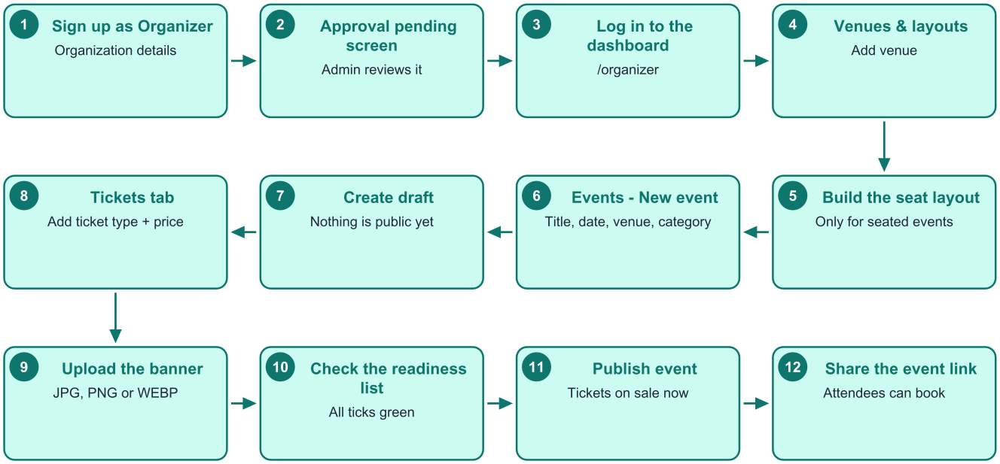 1
Sign up as Organizer
Organization details
2
Approval pending
screen
Admin reviews it
3
Log in to the
dashboard
/organizer
4
Venues & layouts
Add venue
5
Build the seat layout
Only for seated events
6
Events - New event
Title, date, venue, category
7
Create draft
Nothing is public yet
8
Tickets tab
Add ticket type + price
9
Upload the banner
JPG, PNG or WEBP
10
Check the readiness
list
All ticks green
11
Publish event
Tickets on sale now
12
Share the event link
Attendees can book